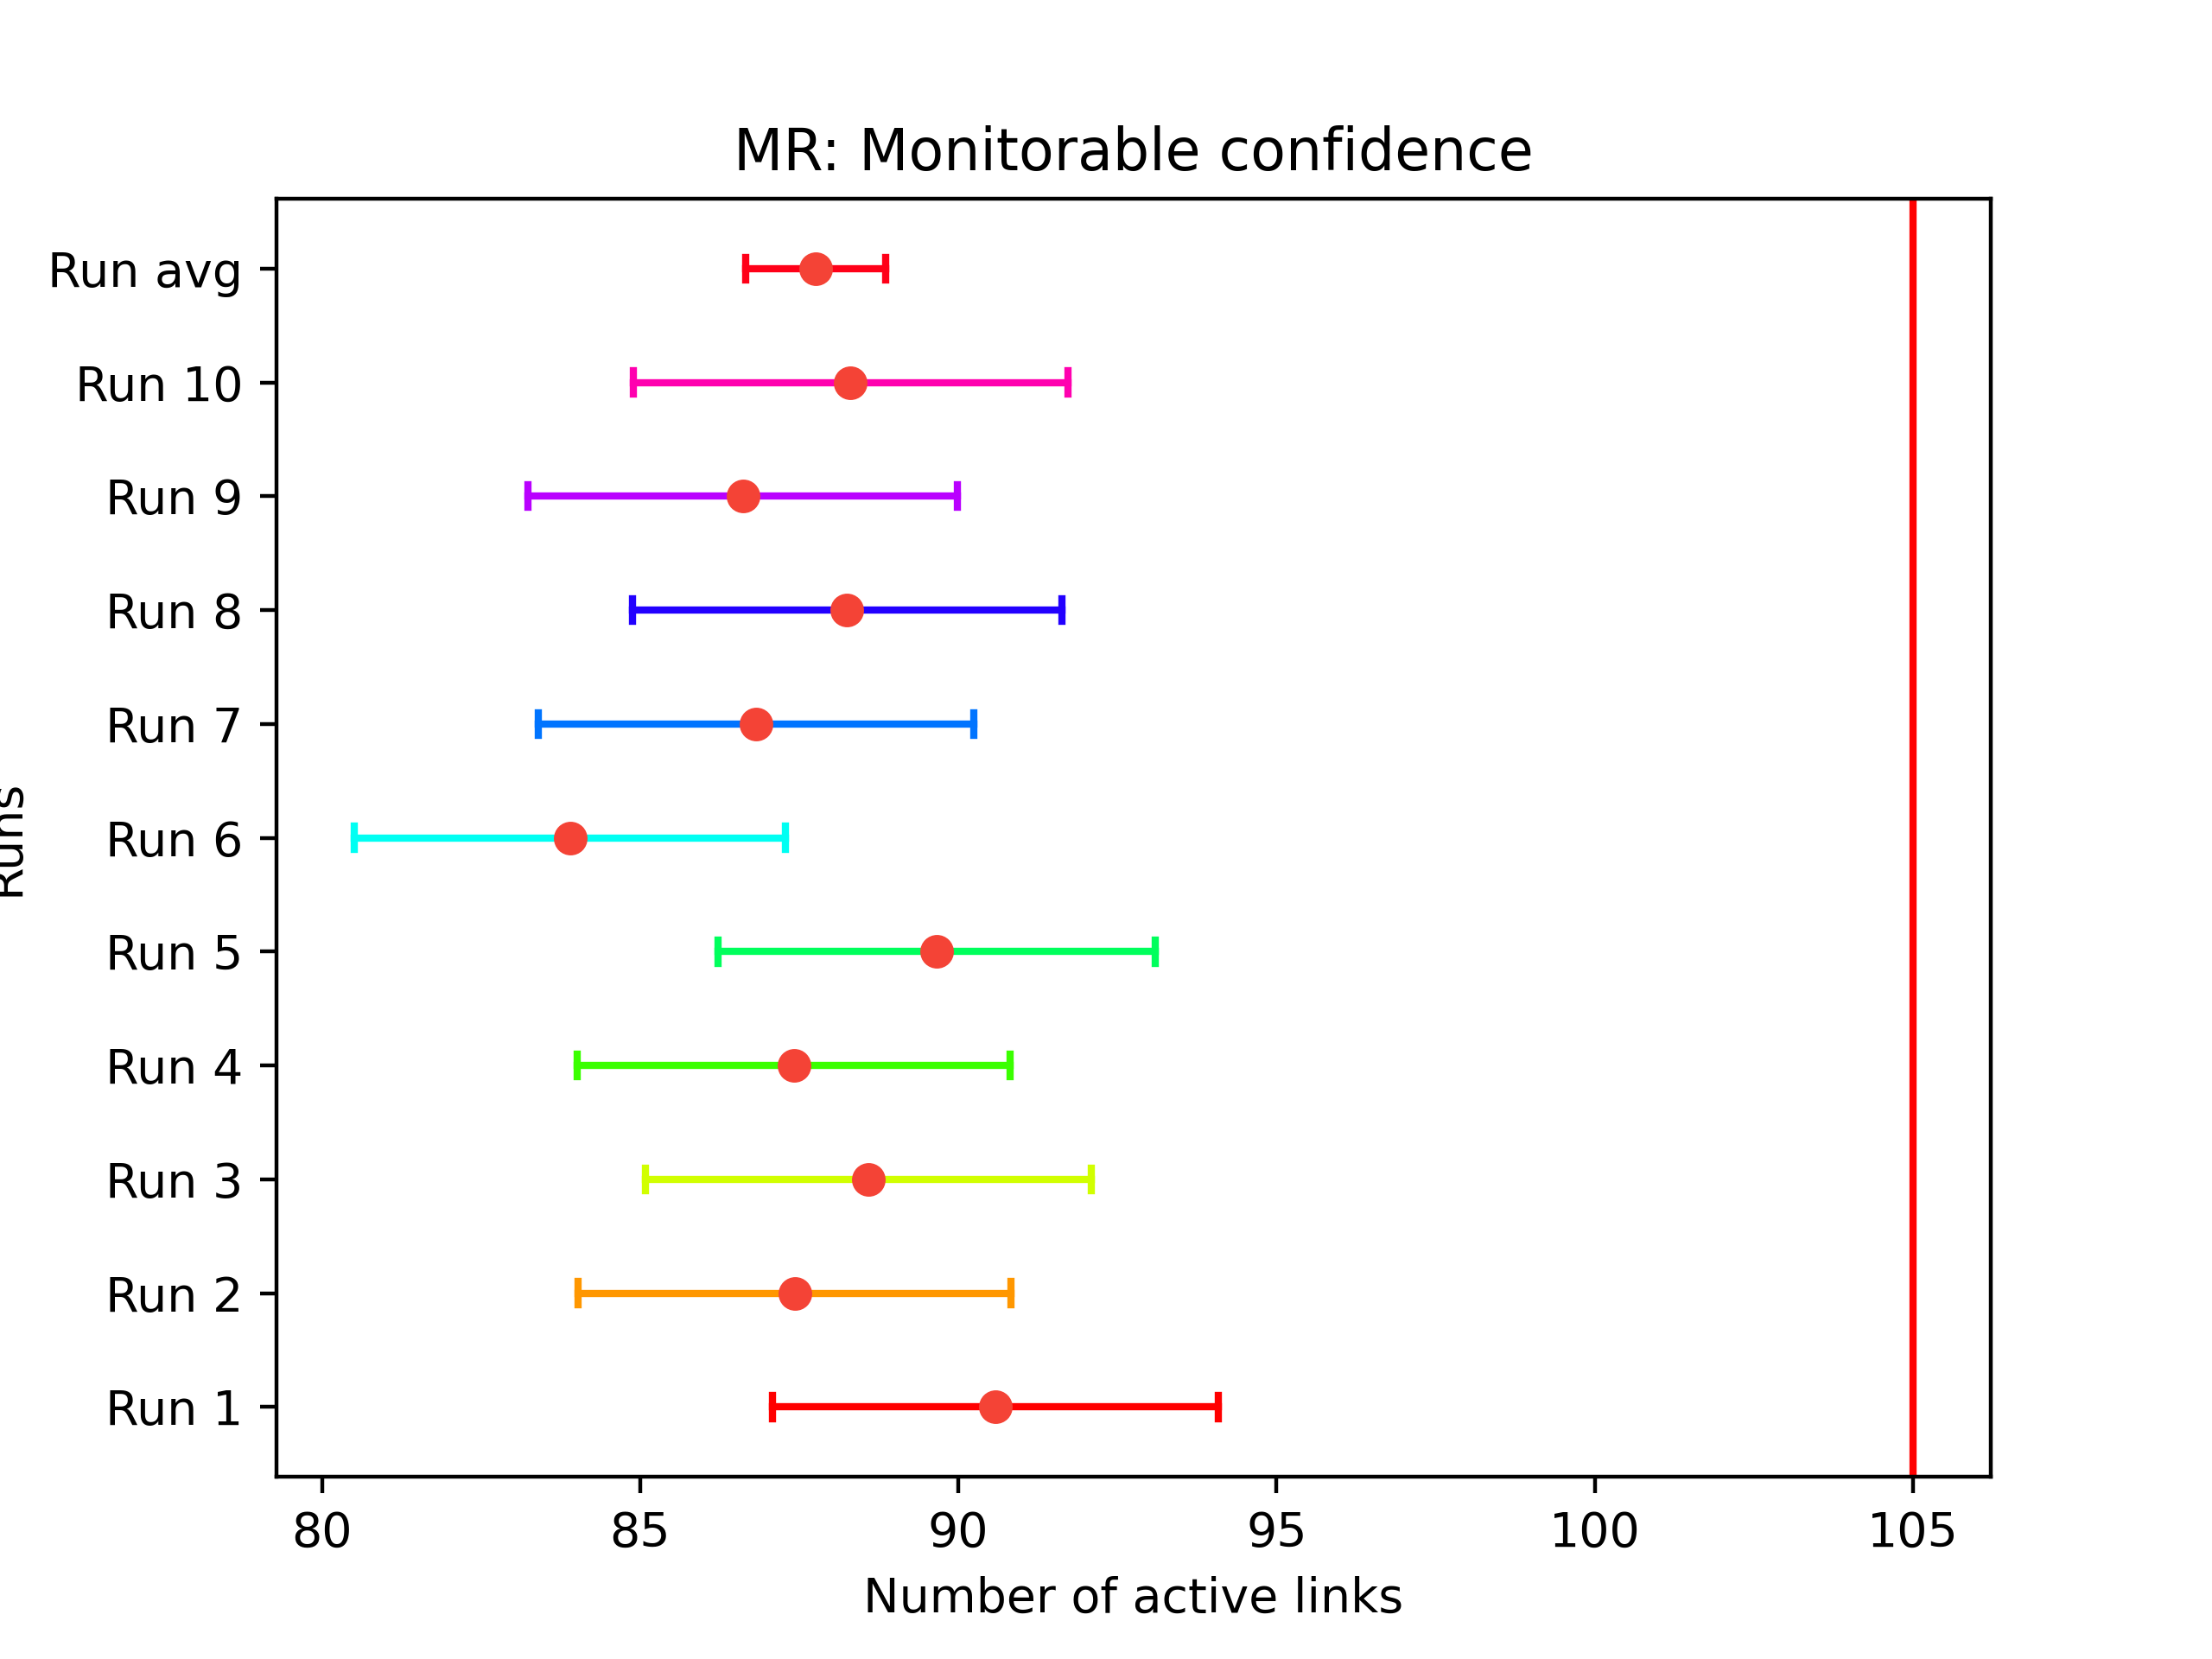 MR: Monitorable confidence
Run avg
Run 10
Run 9
Run 8
Run 7
Run 6
Run 5
Run 4
Run 3
Run 2
Run 1
Runs
80 85 90 95 100 105
Number of active links